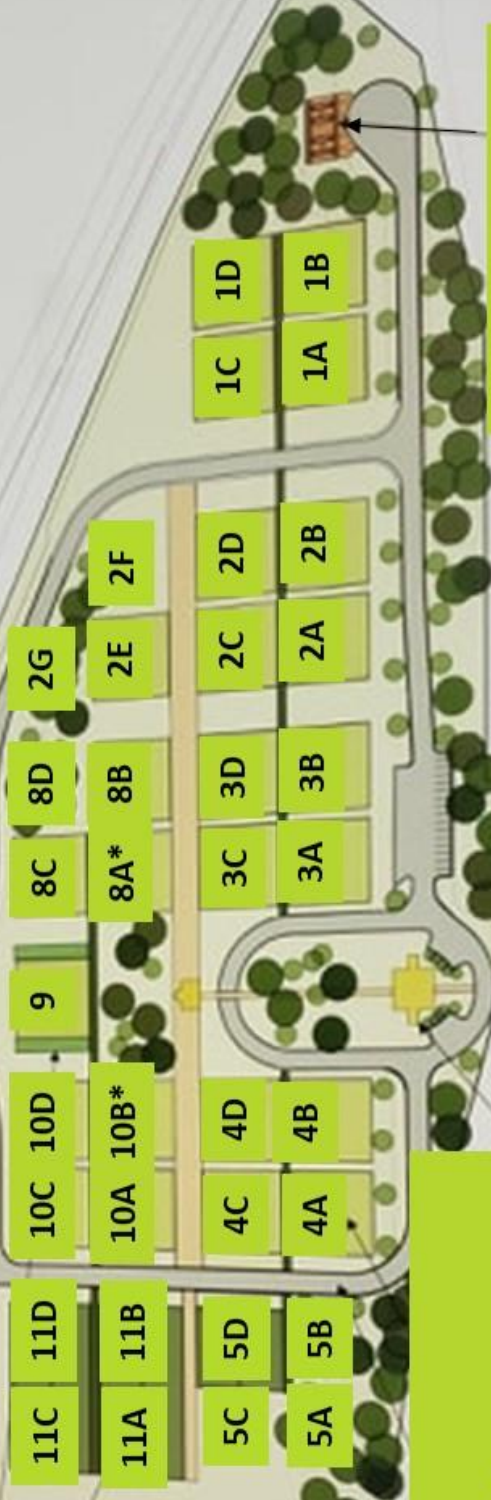 11C 11D 10C 10D 9 8C 8D 2G
11A 11B 10A 10B* 8A* 8B 2E 2F
5C 5D 4C 4D 3C 3D 2C 2D 1C 1D
5A 5B 4A 4B 3A 3B 2A 2B 1A 1B